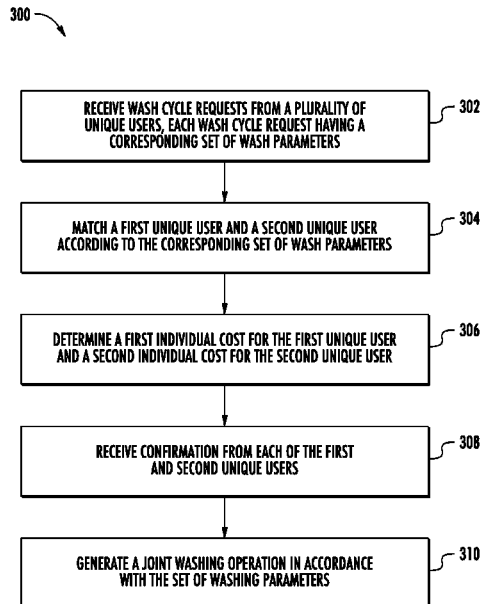 300
RECEIVE WASH CYCLE REQUESTS FROM A PLURALITY OF
UNIQUE USERS, EACH WASH CYCLE REQUEST HAVING A
CORRESPONDING SET OF WASH PARAMETERS
302
MATCH A FIRST UNIQUE USER AND A SECOND UNIQUE USER
ACCORDING TO THE CORRESPONDING SET OF WASH PARAMETERS
304
DETERMINE A FIRST INDIVIDUAL COST FOR THE FIRST UNIQUE USER
AND A SECOND INDIVIDUAL COST FOR THE SECOND UNIQUE USER
306
RECEIVE CONFIRMATION FROM EACH OF THE FIRST
AND SECOND UNIQUE USERS
308
GENERATE A JOINT WASHING OPERATION IN ACCORDANCE
WITH THE SET OF WASHING PARAMETERS
310